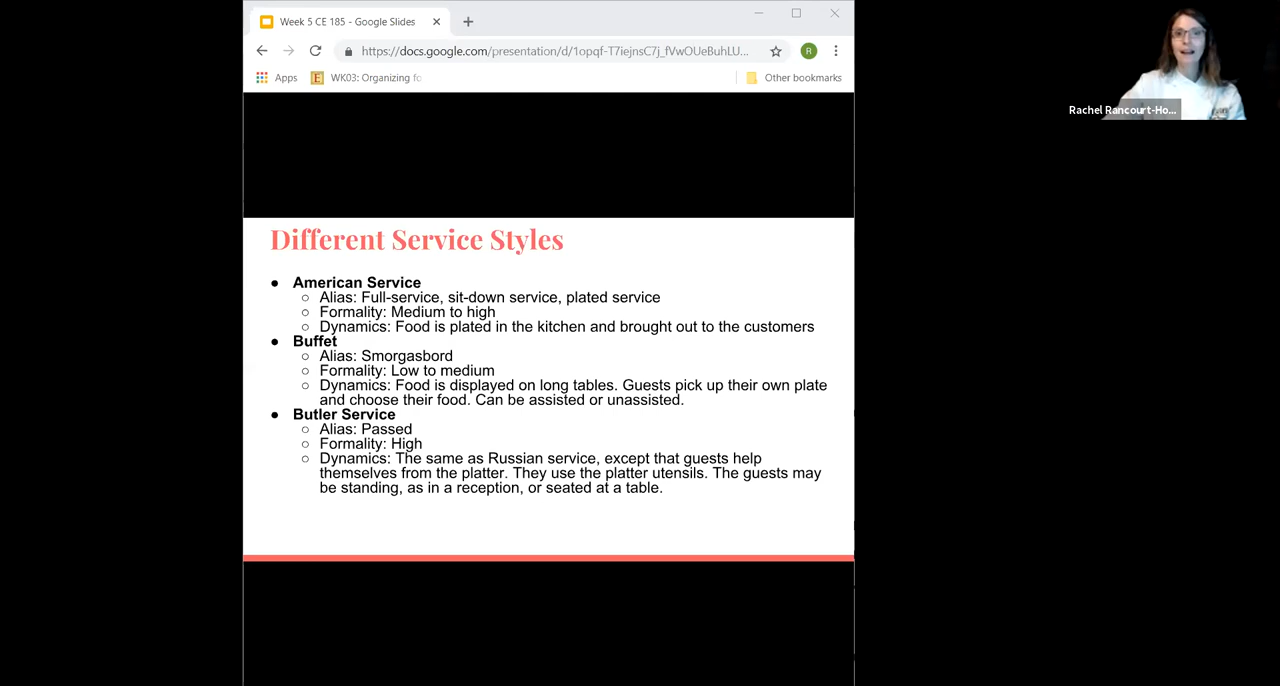 Week 5 CE 185 - Google Slides
https://docs.google.com/presentation/d/1opqf-T7iejnsC7j_fVwOUeBuhLU...
R
Apps
WK03: Organizing fo
Other bookmarks
Rachel Rancourt-Ho...
Different Service Styles
● American Service
○ Alias: Full-service, sit-down service, plated service
○ Formality: Medium to high
○ Dynamics: Food is plated in the kitchen and brought out to the customers
● Buffet
○ Alias: Smorgasbord
○ Formality: Low to medium
○ Dynamics: Food is displayed on long tables. Guests pick up their own plate
and choose their food. Can be assisted or unassisted.
● Butler Service
○ Alias: Passed
○ Formality: High
○ Dynamics: The same as Russian service, except that guests help
themselves from the platter. They use the platter utensils. The guests may
be standing, as in a reception, or seated at a table.